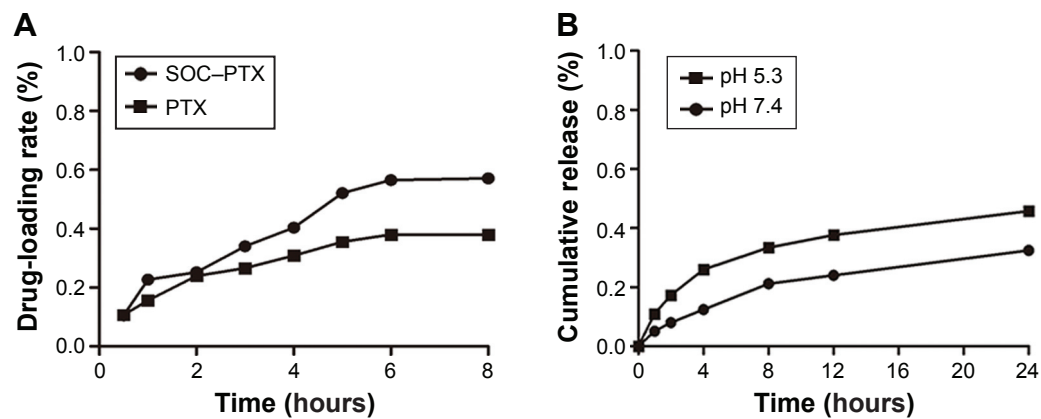 A
Drug-loading rate (%)
1.0
0.8
0.6
0.4
0.2
0.0
SOC–PTX
PTX
0
2
4
6
8
Time (hours)
B
Cumulative release (%)
1.0
0.8
0.6
0.4
0.2
0.0
pH 5.3
pH 7.4
0
4
8
12
16
20
24
Time (hours)